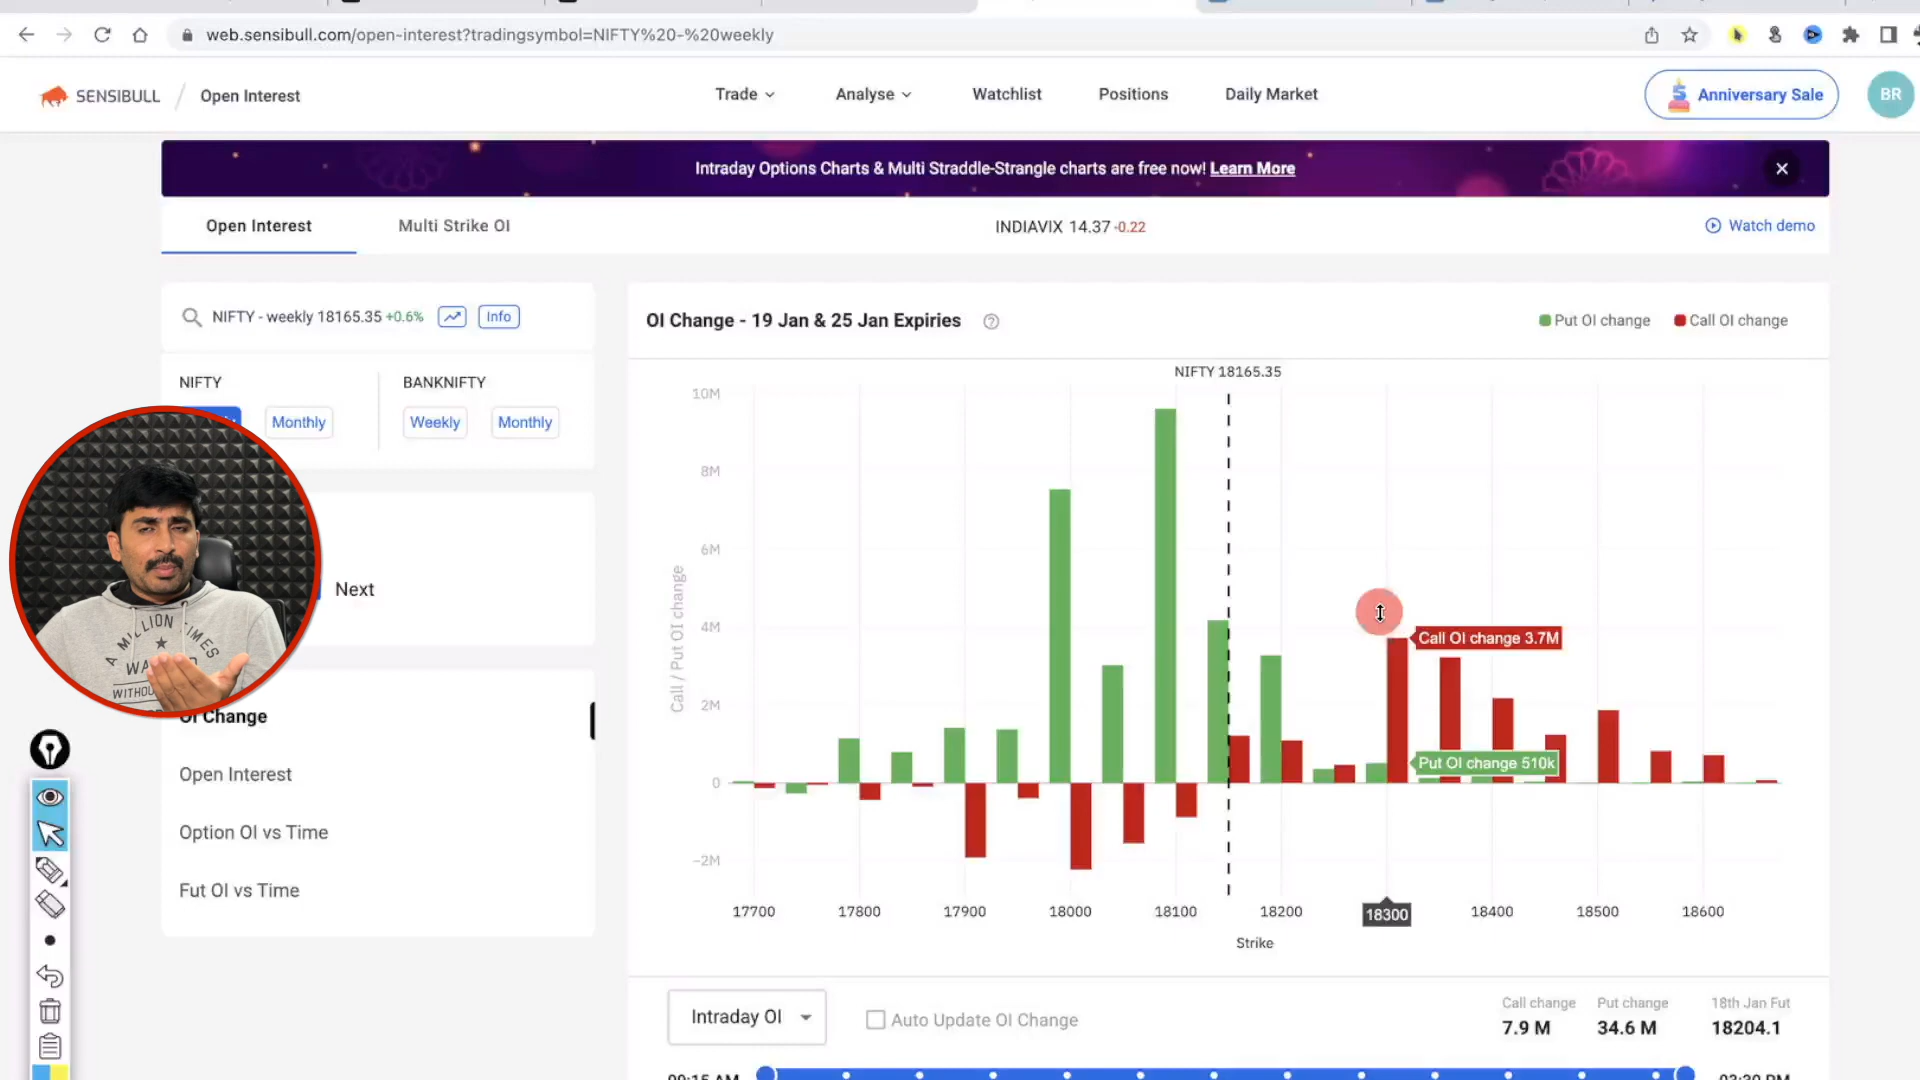 web.sensibull.com/open-interest?tradingsymbol=NIFTY%20-%20weekly
SENSIBULL / Open Interest
Trade
Analyse
Watchlist
Positions
Daily Market
5 Anniversary Sale
BR
Intraday Options Charts & Multi Straddle-Strangle charts are free now! Learn More
Open Interest
Multi Strike OI
INDIAVIX 14.37 -0.22
Watch demo
NIFTY - weekly 18165.35 +0.6%
Info
NIFTY
BANKNIFTY
Monthly
Weekly
Monthly
Next
A MILLION TIMES
WITHOU
OI Change
Open Interest
Option OI vs Time
Fut OI vs Time
OI Change - 19 Jan & 25 Jan Expiries
Put OI change
Call OI change
NIFTY 18165.35
10M
8M
6M
4M
2M
0
-2M
Call / Put OI change
Call OI change 3.7M
Put OI change 510k
17700
17800
17900
18000
18100
18200
18300
18400
18500
18600
Strike
Intraday OI
Auto Update OI Change
Call change
7.9 M
Put change
34.6 M
18th Jan Fut
18204.1